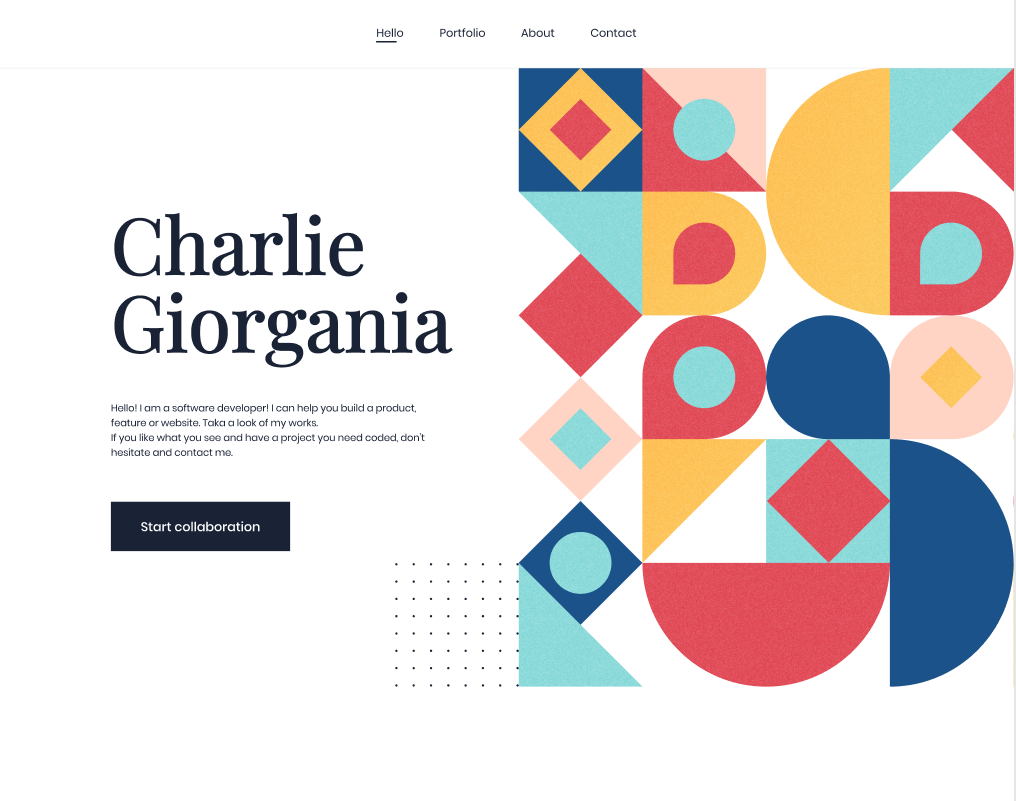 Hello Portfolio About Contact
Charlie
Giorgania
Hello! I am a software developer! I can help you build a product,
feature or website. Taka a look of my works.
If you like what you see and have a project you need coded, don't
hesitate and contact me.
Start collaboration